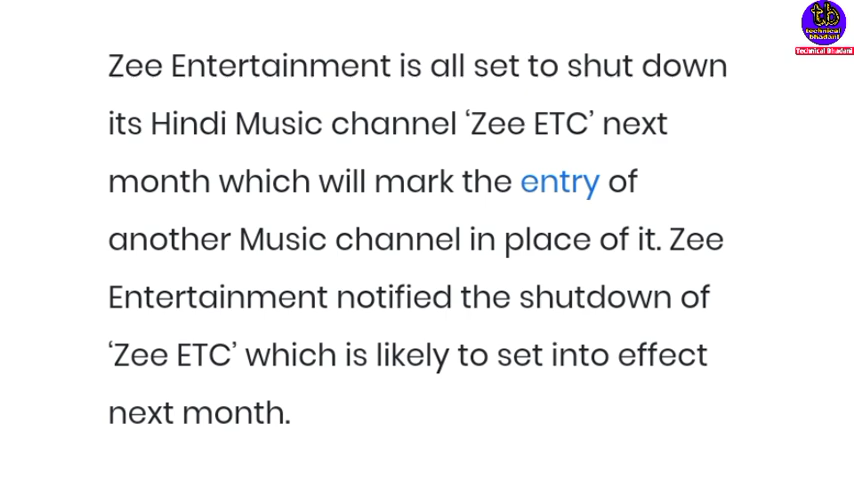 tb
technical
bhadani
Technical Bhadani
Zee Entertainment is all set to shut down
its Hindi Music channel ‘Zee ETC’ next
month which will mark the entry of
another Music channel in place of it. Zee
Entertainment notified the shutdown of
‘Zee ETC’ which is likely to set into effect
next month.